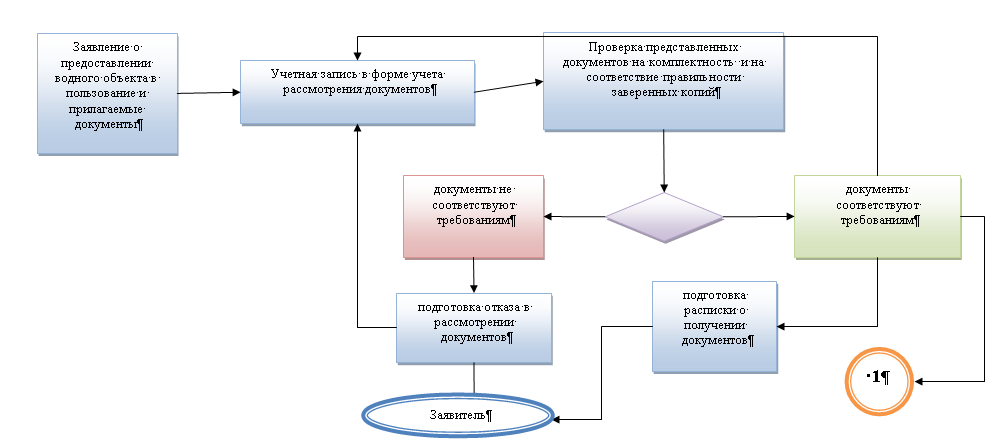 Заявление о
предоставлении
водного объекта в
пользование и
прилагаемые
документы¶
Учетная запись в форме учета
рассмотрения документов¶
Проверка представленных
документов на комплектность и на
соответствие правильности
заверенных копий¶
документы не
соответствуют
требованиям¶
документы
соответствуют
требованиям¶
подготовка отказа в
рассмотрении
документов¶
подготовка
расписки о
получении
документов¶
1¶
Заявитель¶